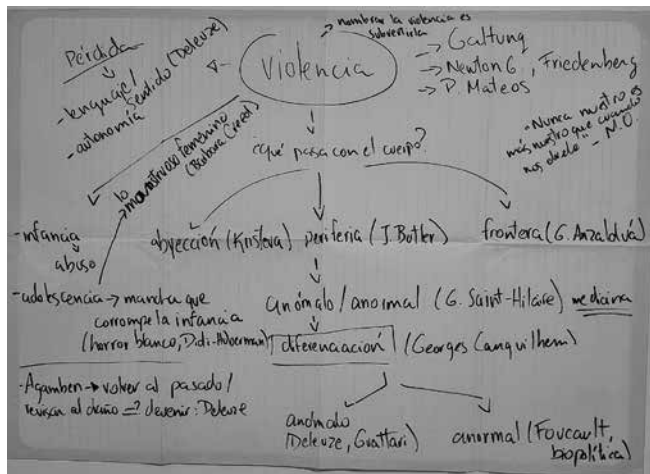 nombrar la violencia es
subvertirla
Violencia
→ Galtung
→ Newton G, Friedenberg
→ P. Mateos
Pérdida
- lenguaje/
sentido (Deleuze)
- autonomía
- Nunca nuestro es
más nuestro que cuando
nos duele - N.O.
¿qué pasa con el cuerpo?
lo
monstruoso femenino
(Barbara Creed)
- infancia
abuso
abyección (Kristeva)
periferia (J. Butler)
frontera (G. Anzaldúa)
- adolescencia → mancha que
corrompe la infancia
(horror blanco, Didi-Huberman)
anómalo/anormal (G. Saint-Hilaire) medicina
diferenciación (Georges Canguilhem)
- Agamben → volver al pasado/
revisar el daño =? devenir: Deleuze
anómalo
(Deleuze, Guattari)
anormal (Foucault,
biopolítica)